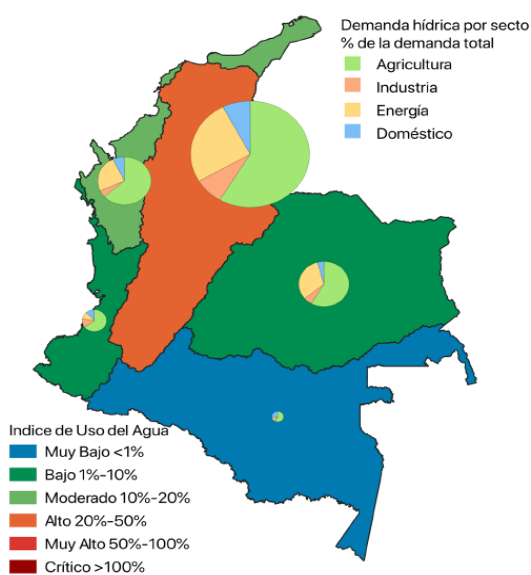 Demanda hídrica por secto
% de la demanda total
Agricultura
Industria
Energía
Doméstico
Indice de Uso del Agua
Muy Bajo <1%
Bajo 1%-10%
Moderado 10%-20%
Alto 20%-50%
Muy Alto 50%-100%
Crítico >100%